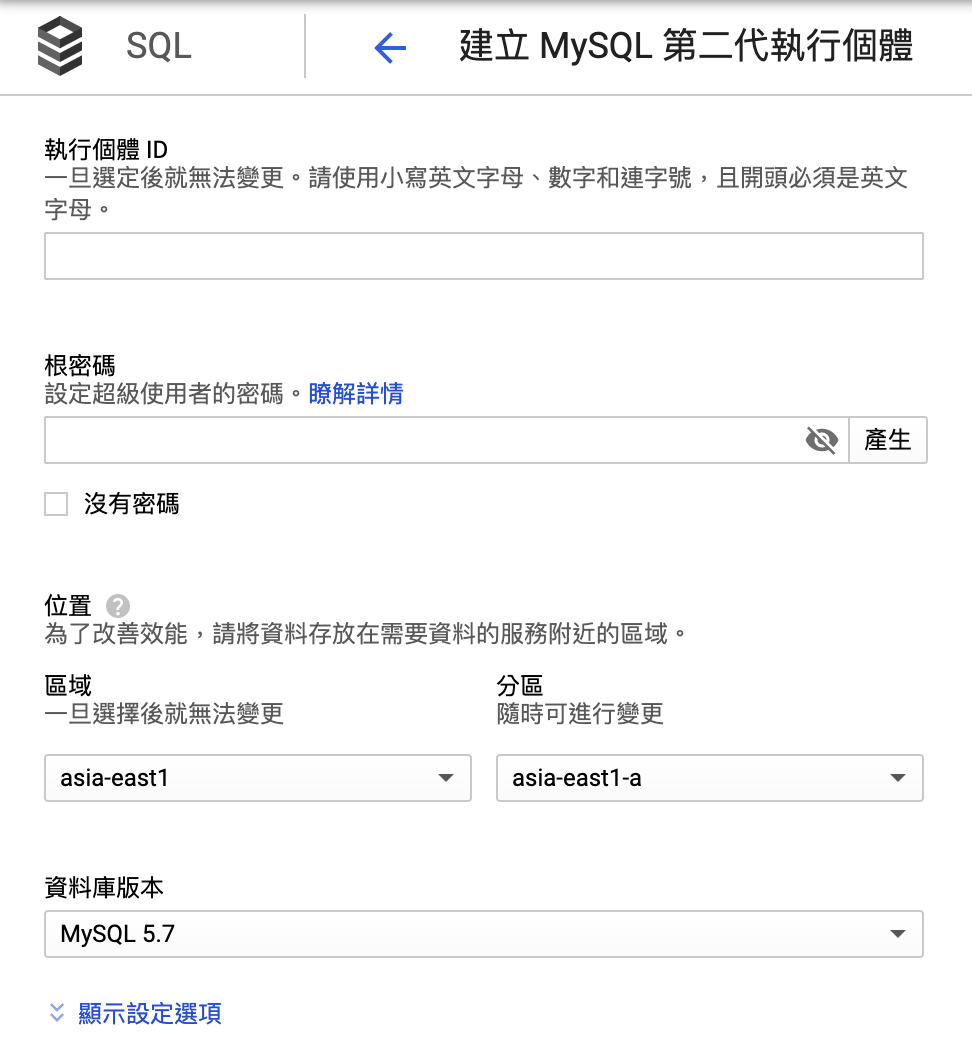 SQL
建立 MySQL 第二代執行個體
執行個體 ID
一旦選定後就無法變更。請使用小寫英文字母、數字和連字號，且開頭必須是英文
字母。
根密碼
設定超級使用者的密碼。瞭解詳情
產生
沒有密碼
位置 ?
為了改善效能，請將資料存放在需要資料的服務附近的區域。
區域
一旦選擇後就無法變更
分區
隨時可進行變更
asia-east1
asia-east1-a
資料庫版本
MySQL 5.7
顯示設定選項